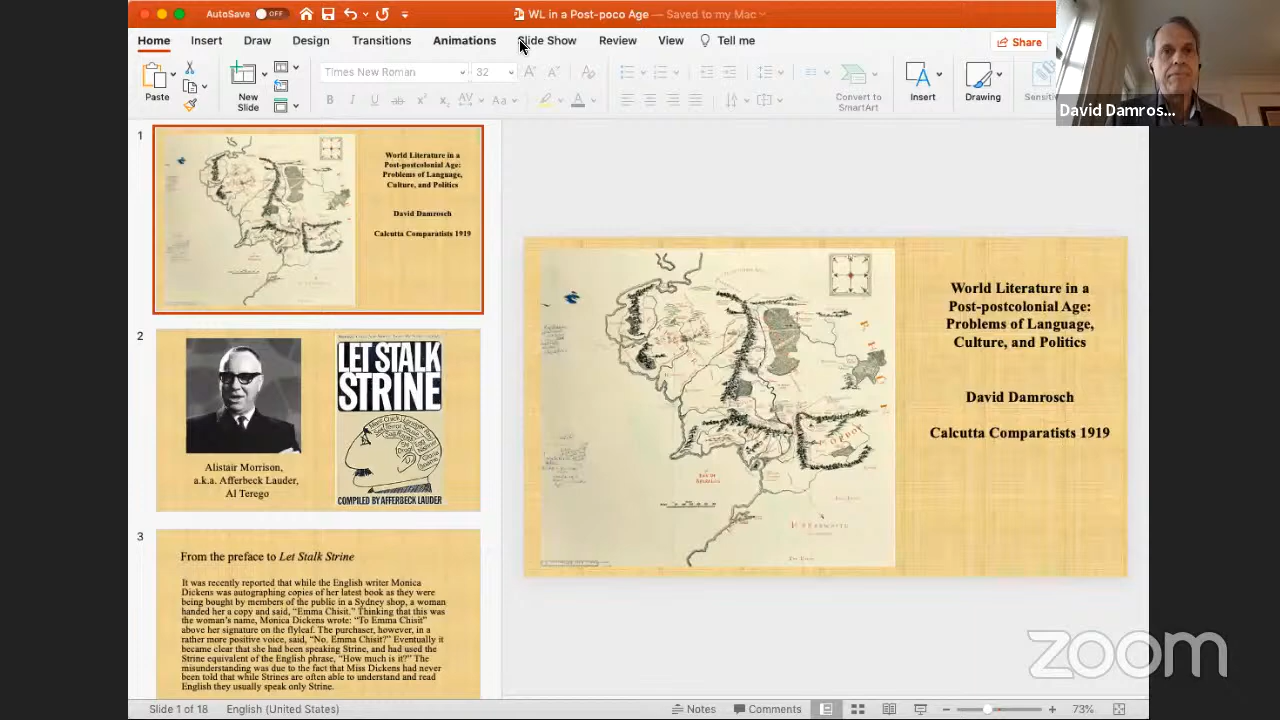 AutoSave OFF
WL in a Post-poco Age — Saved to my Mac
Home Insert Draw Design Transitions Animations Slide Show Review View Tell me
Share
Paste
New
Slide
Times New Roman 32
Convert to
SmartArt
Insert
Drawing
Sensiti
David Damros...
1
World Literature in a
Post-postcolonial Age:
Problems of Language,
Culture, and Politics
David Damrosch
Calcutta Comparatists 1919
2
LET STALK
STRINE
COMPILED BY AFFERBECK LAUDER
Alistair Morrison,
a.k.a. Afferbeck Lauder,
Al Terego
3
From the preface to Let Stalk Strine
It was recently reported that while the English writer Monica
Dickens was autographing copies of her latest book as they were
being bought by members of the public in a Sydney shop, a woman
handed her a copy and said, “Emma Chisit.” Thinking that this was
the woman’s name, Monica Dickens wrote: “To Emma Chisit”
above her signature on the flyleaf. The purchaser, however, in a
rather more positive voice, said, “No. Emma Chisit?” Eventually it
became clear that she had been speaking Strine, and had used the
Strine equivalent of the English phrase, “How much is it?” The
misunderstanding was due to the fact that Miss Dickens had never
been told that while Strines are often able to understand and read
English they usually speak only Strine.
World Literature in a
Post-postcolonial Age:
Problems of Language,
Culture, and Politics
David Damrosch
Calcutta Comparatists 1919
MORDOR
zoom
Slide 1 of 18 English (United States) Notes Comments 73%